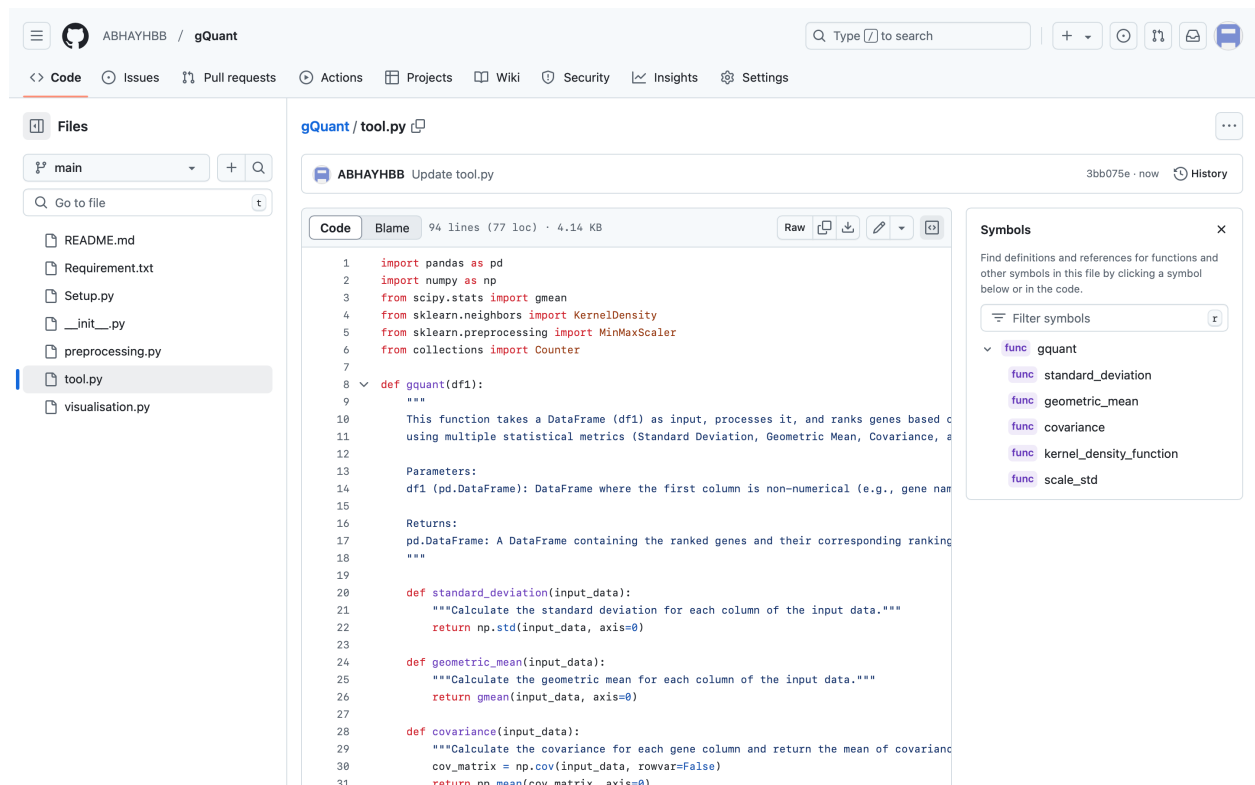 ABHAYHBB / gQuant
Type / to search
Code Issues Pull requests Actions Projects Wiki Security Insights Settings
Files
main
Go to file t
README.md
Requirement.txt
Setup.py
__init__.py
preprocessing.py
tool.py
visualisation.py
gQuant / tool.py
ABHAYHBB Update tool.py
3bb075e · now History
Code Blame 94 lines (77 loc) · 4.14 KB
Raw
1 import pandas as pd
2 import numpy as np
3 from scipy.stats import gmean
4 from sklearn.neighbors import KernelDensity
5 from sklearn.preprocessing import MinMaxScaler
6 from collections import Counter
7
8 def gquant(df1):
9 """
10 This function takes a DataFrame (df1) as input, processes it, and ranks genes based
11 using multiple statistical metrics (Standard Deviation, Geometric Mean, Covariance,
12
13 Parameters:
14 df1 (pd.DataFrame): DataFrame where the first column is non-numerical (e.g., gene nam
15
16 Returns:
17 pd.DataFrame: A DataFrame containing the ranked genes and their corresponding ranking
18 """
19
20 def standard_deviation(input_data):
21 """Calculate the standard deviation for each column of the input data."""
22 return np.std(input_data, axis=0)
23
24 def geometric_mean(input_data):
25 """Calculate the geometric mean for each column of the input data."""
26 return gmean(input_data, axis=0)
27
28 def covariance(input_data):
29 """Calculate the covariance for each gene column and return the mean of covarianc
30 cov_matrix = np.cov(input_data, rowvar=False)
31 return np.mean(cov_matrix, axis=0)
Symbols
Find definitions and references for functions and
other symbols in this file by clicking a symbol
below or in the code.
Filter symbols r
func gquant
func standard_deviation
func geometric_mean
func covariance
func kernel_density_function
func scale_std